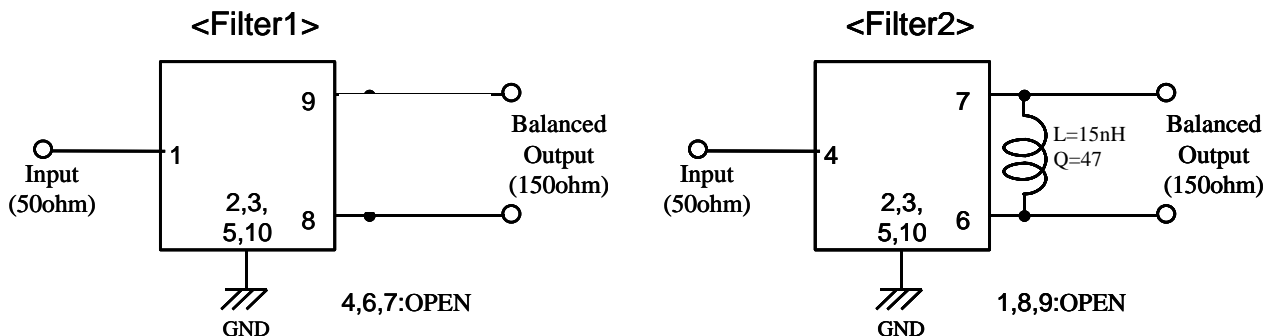 <Filter1>
9
1
Input
(50ohm)
2,3,
5,10
8
Balanced
Output
(150ohm)
GND
4,6,7:OPEN
<Filter2>
7
4
Input
(50ohm)
L=15nH
Q=47
2,3,
5,10
6
Balanced
Output
(150ohm)
GND
1,8,9:OPEN